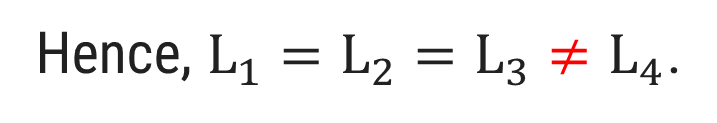 Hence, L₁ = L₂ = L₃ ≠ L₄.